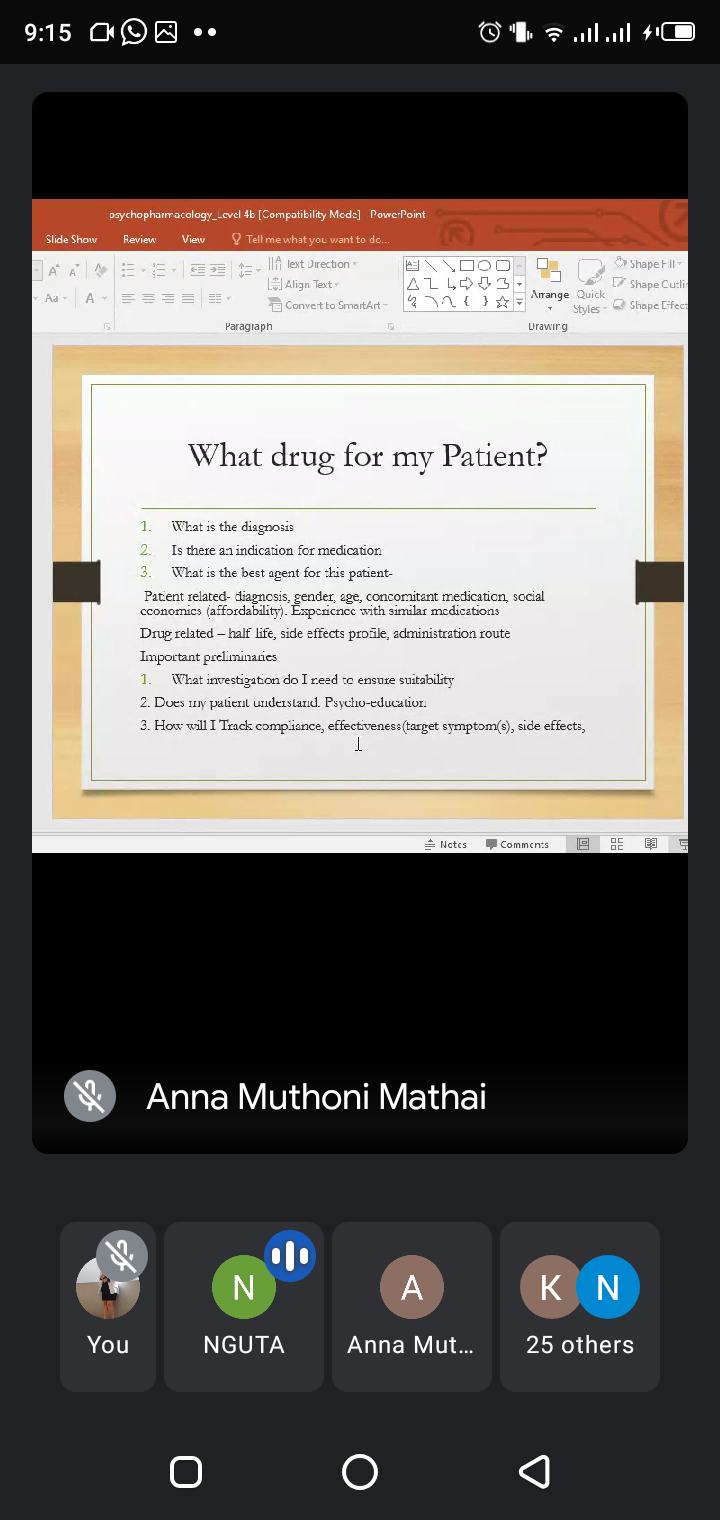 9:15
psychopharmacology_Level 4b [Compatibility Mode] - PowerPoint
Slide Show Review View Tell me what you want to do...
Text Direction
Align Text
Convert to SmartArt
Aa A
Arrange Quick Styles
Shape Fill
Shape Outli
Shape Effect
Paragraph Drawing
What drug for my Patient?
1. What is the diagnosis
2. Is there an indication for medication
3. What is the best agent for this patient-
Patient related- diagnosis, gender, age, concomitant medication, social
economics (affordability). Experience with similar medications
Drug related – half life, side effects profile, administration route
Important preliminaries
1. What investigation do I need to ensure suitability
2. Does my patient understand. Psycho-education
3. How will I Track compliance, effectiveness(target symptom(s), side effects,
Notes Comments
Anna Muthoni Mathai
N A K N
You NGUTA Anna Mut... 25 others